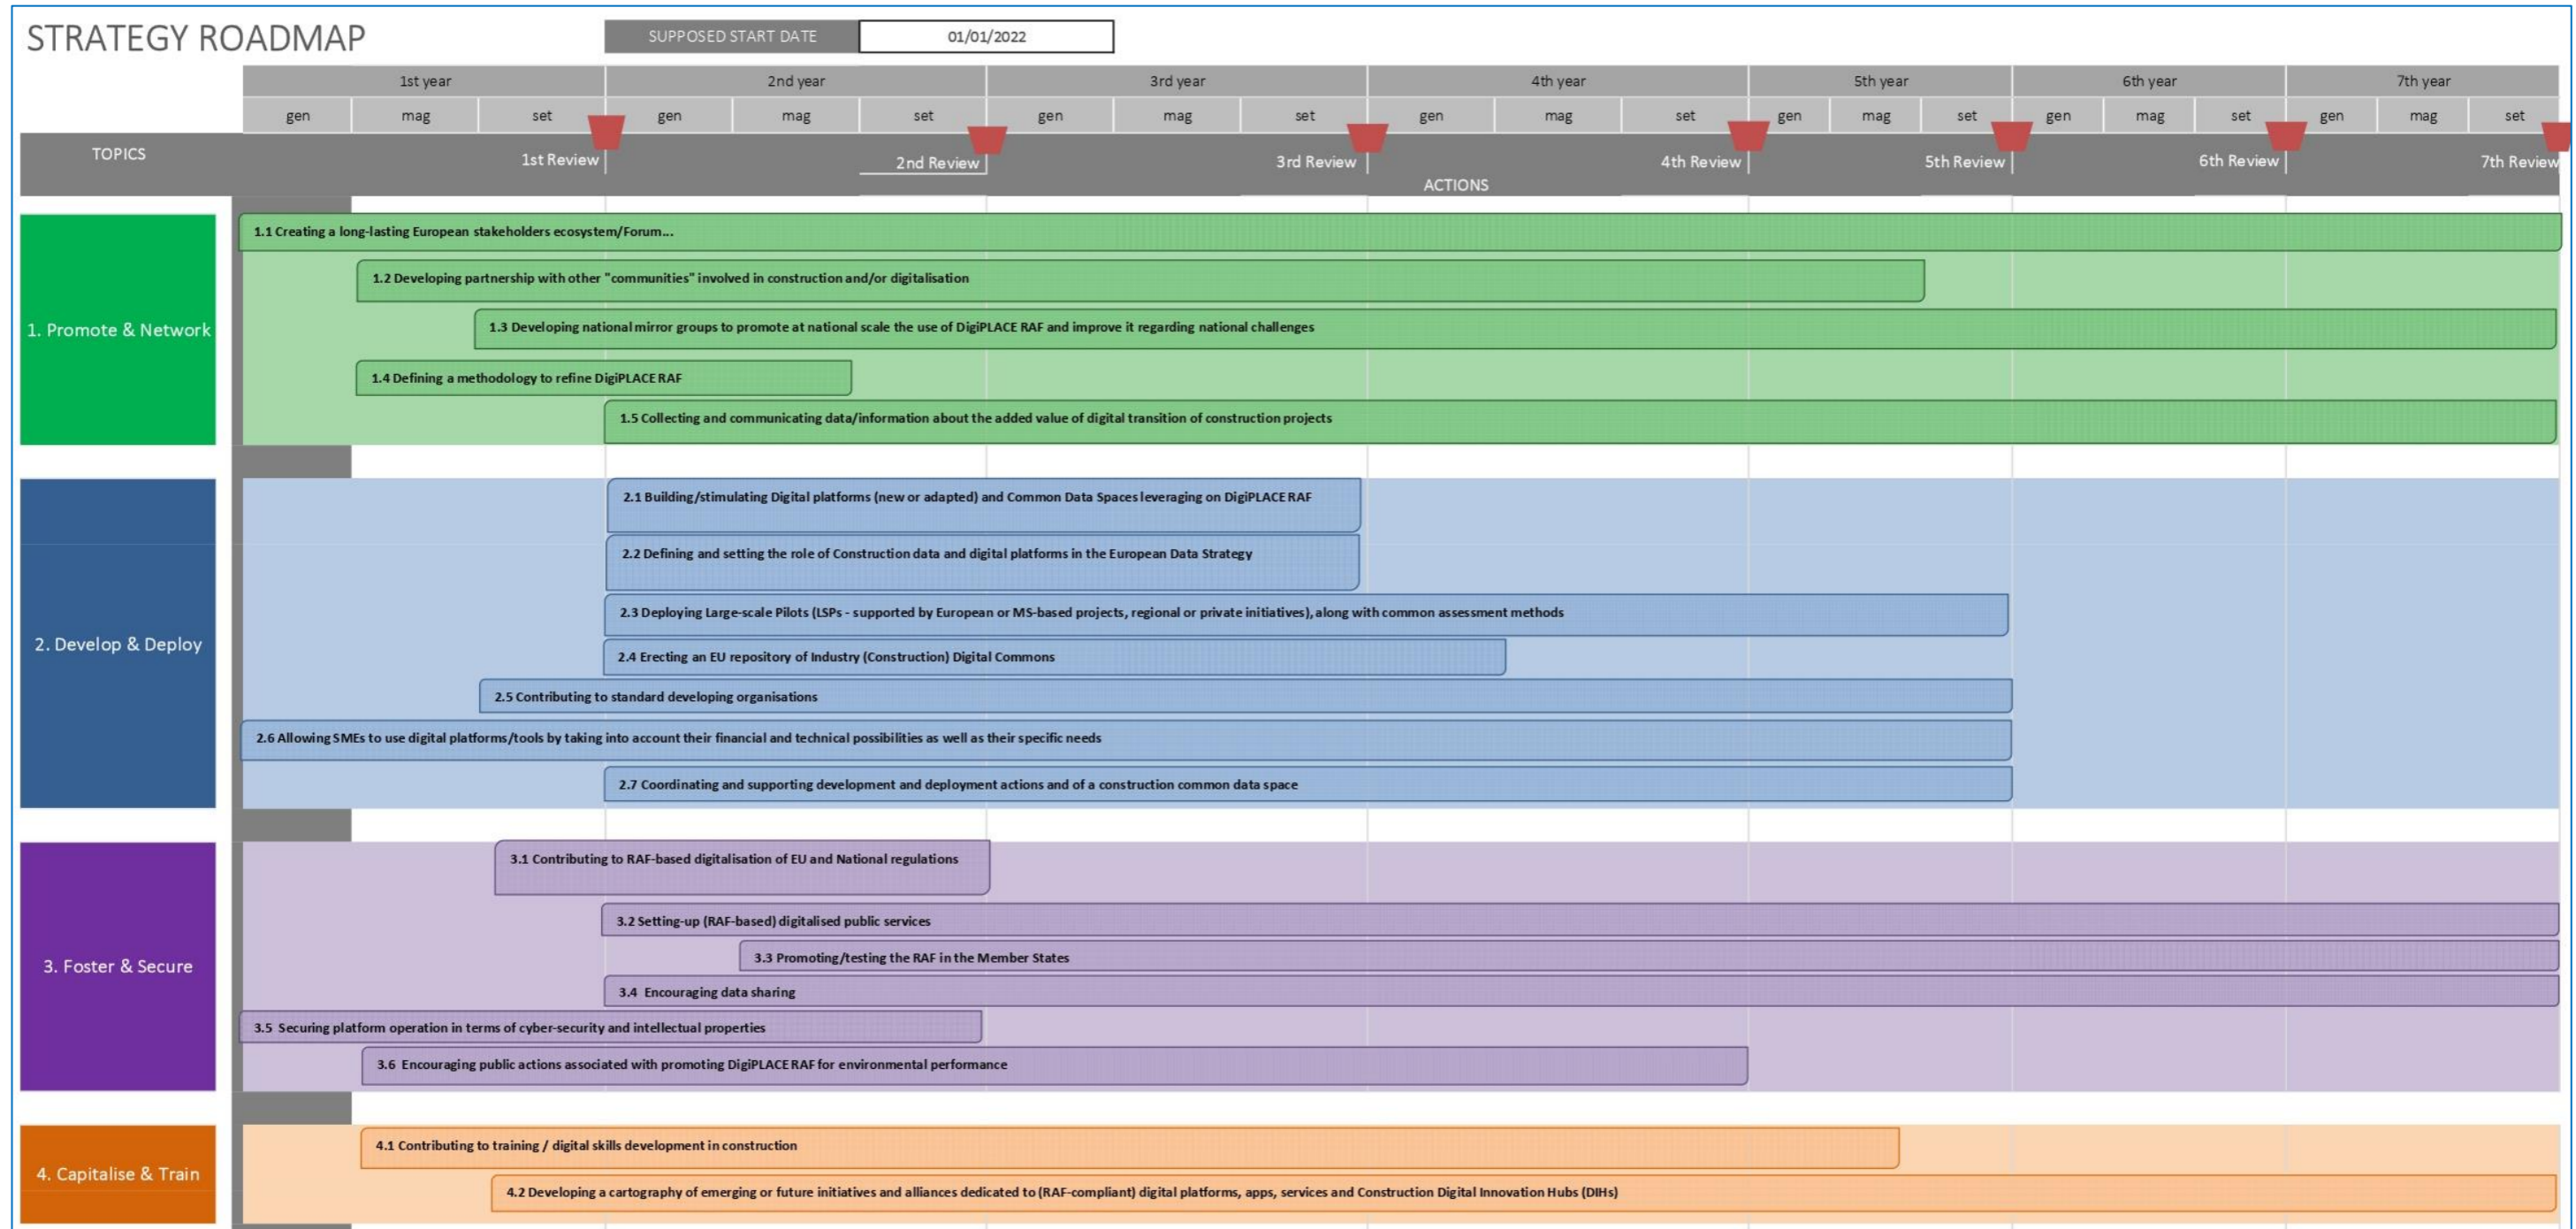 STRATEGY ROADMAP
SUPPOSED START DATE 01/01/2022
1st year 2nd year 3rd year 4th year 5th year 6th year 7th year
gen mag set gen mag set gen mag set gen mag set gen mag set gen mag set gen mag set
TOPICS
1st Review 2nd Review 3rd Review 4th Review 5th Review 6th Review 7th Review
ACTIONS
1. Promote & Network
1.1 Creating a long-lasting European stakeholders ecosystem/Forum...
1.2 Developing partnership with other "communities" involved in construction and/or digitalisation
1.3 Developing national mirror groups to promote at national scale the use of DigiPLACE RAF and improve it regarding national challenges
1.4 Defining a methodology to refine DigiPLACE RAF
1.5 Collecting and communicating data/information about the added value of digital transition of construction projects
2. Develop & Deploy
2.1 Building/stimulating Digital platforms (new or adapted) and Common Data Spaces leveraging on DigiPLACE RAF
2.2 Defining and setting the role of Construction data and digital platforms in the European Data Strategy
2.3 Deploying Large-scale Pilots (LSPs - supported by European or MS-based projects, regional or private initiatives), along with common assessment methods
2.4 Erecting an EU repository of Industry (Construction) Digital Commons
2.5 Contributing to standard developing organisations
2.6 Allowing SMEs to use digital platforms/tools by taking into account their financial and technical possibilities as well as their specific needs
2.7 Coordinating and supporting development and deployment actions and of a construction common data space
3. Foster & Secure
3.1 Contributing to RAF-based digitalisation of EU and National regulations
3.2 Setting-up (RAF-based) digitalised public services
3.3 Promoting/testing the RAF in the Member States
3.4 Encouraging data sharing
3.5 Securing platform operation in terms of cyber-security and intellectual properties
3.6 Encouraging public actions associated with promoting DigiPLACE RAF for environmental performance
4. Capitalise & Train
4.1 Contributing to training / digital skills development in construction
4.2 Developing a cartography of emerging or future initiatives and alliances dedicated to (RAF-compliant) digital platforms, apps, services and Construction Digital Innovation Hubs (DIHs)